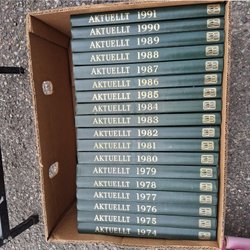 AKTUELLT 1991
AKTUELLT 1990
AKTUELLT 1989
AKTUELLT 1988
AKTUELLT 1987
AKTUELLT 1986
AKTUELLT 1985
AKTUELLT 1984
AKTUELLT 1983
AKTUELLT 1982
AKTUELLT 1981
AKTUELLT 1980
AKTUELLT 1979
AKTUELLT 1978
AKTUELLT 1977
AKTUELLT 1976
AKTUELLT 1975
AKTUELLT 1974